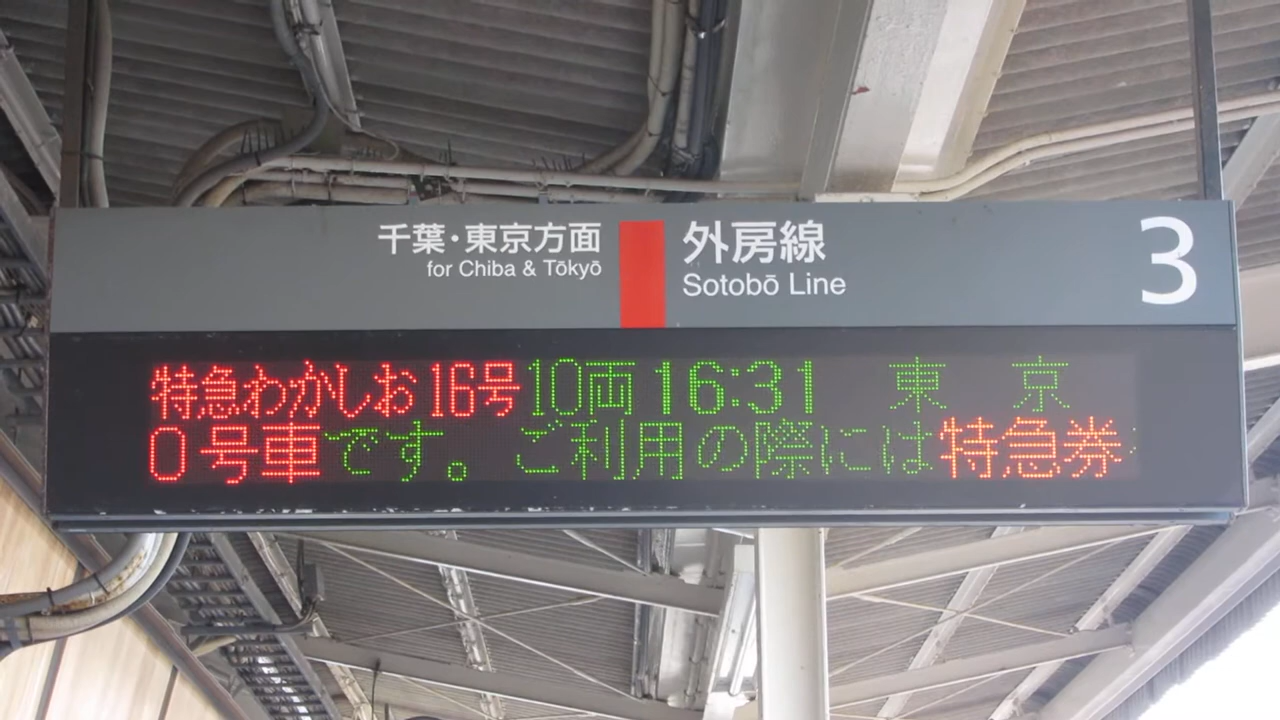 千葉・東京方面 外房線 3
for Chiba & Tōkyō Sotobō Line
特急わかしお16号 10両 16:31 東京
0号車です。ご利用の際には特急券